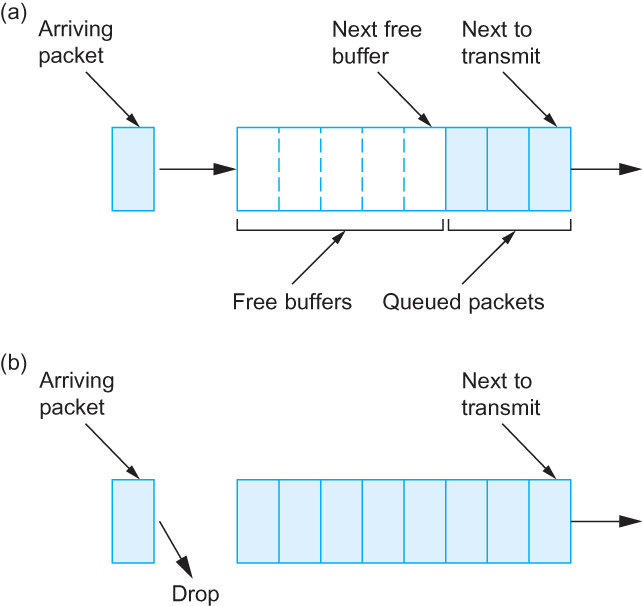 (a)
Arriving
packet
Next free
buffer
Next to
transmit
Free buffers
Queued packets
(b)
Arriving
packet
Next to
transmit
Drop